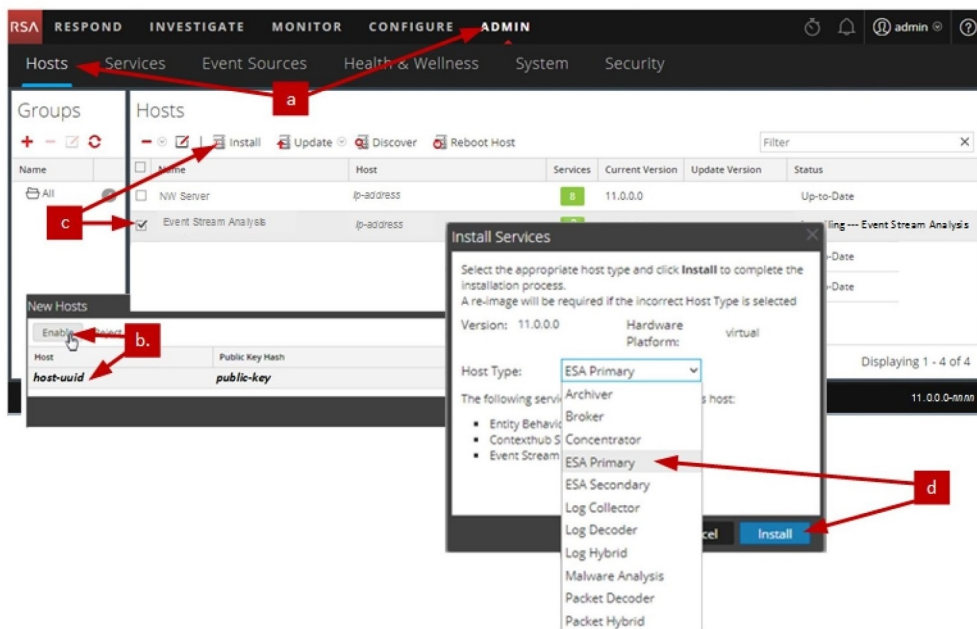 RSA RESPOND INVESTIGATE MONITOR CONFIGURE ADMIN admin
Hosts Services Event Sources Health & Wellness System Security
a
Groups
Hosts
Install Update Discover Reboot Host Filter
Name
Name Host Services Current Version Update Version Status
All
NW Server ip-address 8 11.0.0.0 Up-to-Date
c
Event Stream Analysis ip-address ling --- Event Stream Analysis
-Date
-Date
Displaying 1 - 4 of 4
11.0.0.0-nnnn
New Hosts
Enable Reject
b.
Host Public Key Hash
host-uuid public-key
Install Services
Select the appropriate host type and click Install to complete the
installation process.
A re-image will be required if the incorrect Host Type is selected
Version: 11.0.0.0 Hardware
Platform: virtual
Host Type: ESA Primary
The following servi s host:
Entity Behavio
Contexthub S
Event Stream
Archiver
Broker
Concentrator
ESA Primary
ESA Secondary
Log Collector
Log Decoder
Log Hybrid
Malware Analysis
Packet Decoder
Packet Hybrid
d
cel Install